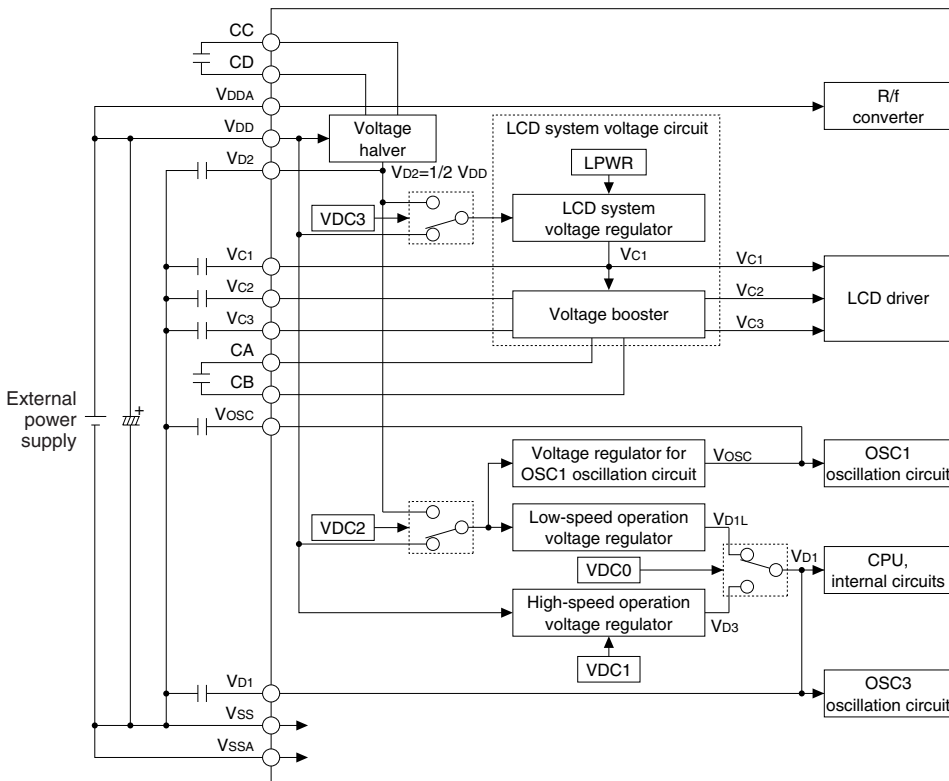 CC
CD
VDDA
VDD
VD2
VC1
VC2
VC3
CA
CB
VOSC
External
power
supply
+
VD1
VSS
VSSA
Voltage
halver
VD2=1/2 VDD
VDC3
LCD system voltage circuit
LPWR
LCD system
voltage regulator
VC1
Voltage booster
VC1
VC2
VC3
R/f
converter
LCD driver
Voltage regulator for
OSC1 oscillation circuit
VOSC
OSC1
oscillation circuit
VDC2
Low-speed operation
voltage regulator
VD1L
VDC0
VD1
CPU,
internal circuits
High-speed operation
voltage regulator
VD3
VDC1
OSC3
oscillation circuit